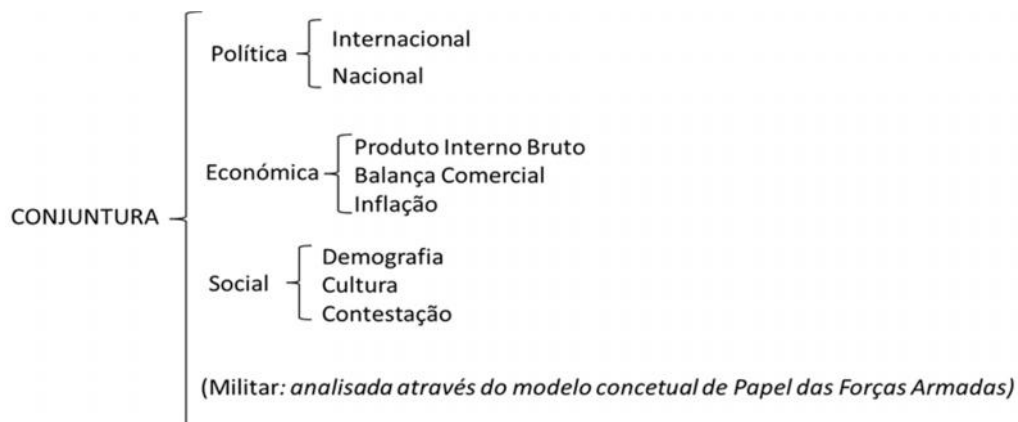 Política
Internacional
Nacional
Económica
Produto Interno Bruto
Balança Comercial
Inflação
CONJUNTURA
Social
Demografia
Cultura
Contestação
(Militar: analisada através do modelo concetual de Papel das Forças Armadas)